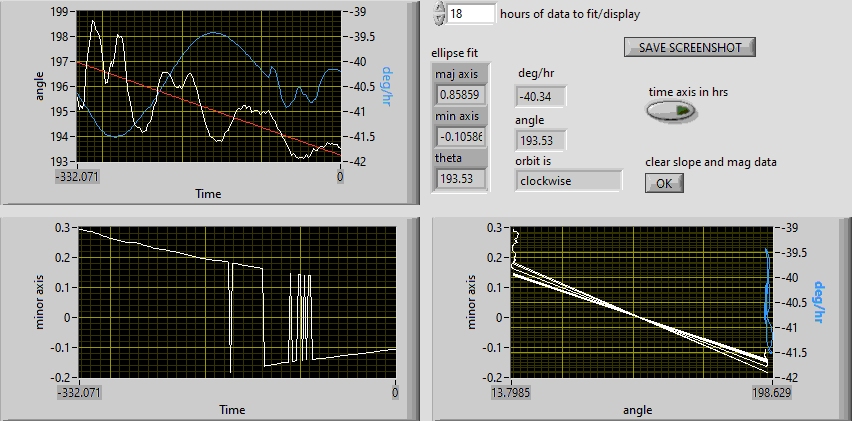 18 hours of data to fit/display
SAVE SCREENSHOT
ellipse fit
maj axis
0.85859
min axis
-0.10586
theta
193.53
deg/hr
-40.34
angle
193.53
orbit is
clockwise
time axis in hrs
clear slope and mag data
OK
199
198
197
196
195
194
193
angle
-39
-39.5
-40
-40.5
-41
-41.5
-42
deg/hr
-332.071
0
Time
0.3
0.2
0.1
0
-0.1
-0.2
minor axis
-332.071
0
Time
0.3
0.2
0.1
0
-0.1
-0.2
minor axis
-39
-39.5
-40
-40.5
-41
-41.5
-42
deg/hr
13.7985
198.629
angle